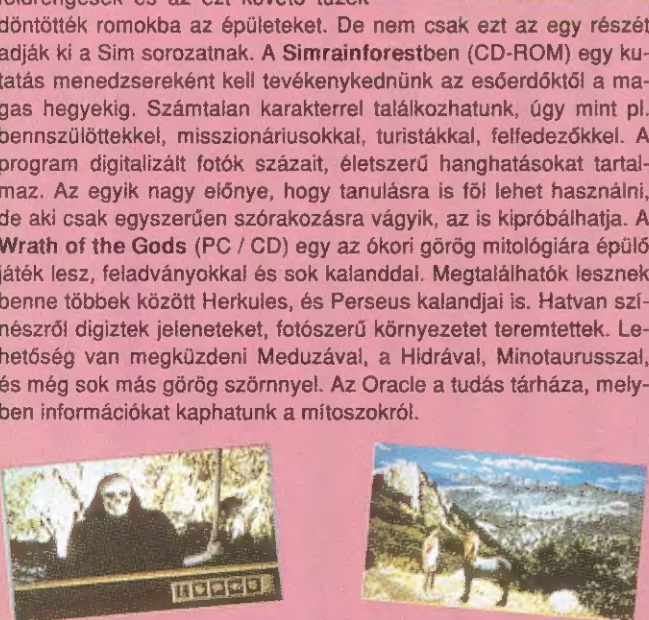 földrengések és az ezt követő tüzek
döntötték romokba az épületeket. De nem csak ezt az egy részét
adják ki a Sim sorozatnak. A Simrainforestben (CD-ROM) egy ku-
tatás menedzsereként kell tevékenykednünk az esőerdőktől a ma-
gas hegyekig. Számtalan karakterrel találkozhatunk, úgy mint pl.
bennszülöttekkel, misszionáriusokkal, turistákkal, felfedezőkkel. A
program digitalizált fotók százait, életszerű hanghatásokat tartal-
maz. Az egyik nagy előnye, hogy tanulásra is föl lehet használni,
de aki csak egyszerűen szórakozásra vágyik, az is kipróbálhatja. A
Wrath of the Gods (PC / CD) egy az ókori görög mitológiára épülő
játék lesz, feladványokkal és sok kalanddal. Megtalálhatók lesznek
benne többek között Herkules, és Perseus kalandjai is. Hatvan szí-
nészről digiztek jeleneteket, fotószerű környezetet teremtettek. Le-
hetőség van megküzdeni Meduzával, a Hidrával, Minotaurusszal,
és még sok más görög szörnnyel. Az Oracle a tudás tárháza, mely-
ben információkat kaphatunk a mítoszokról.